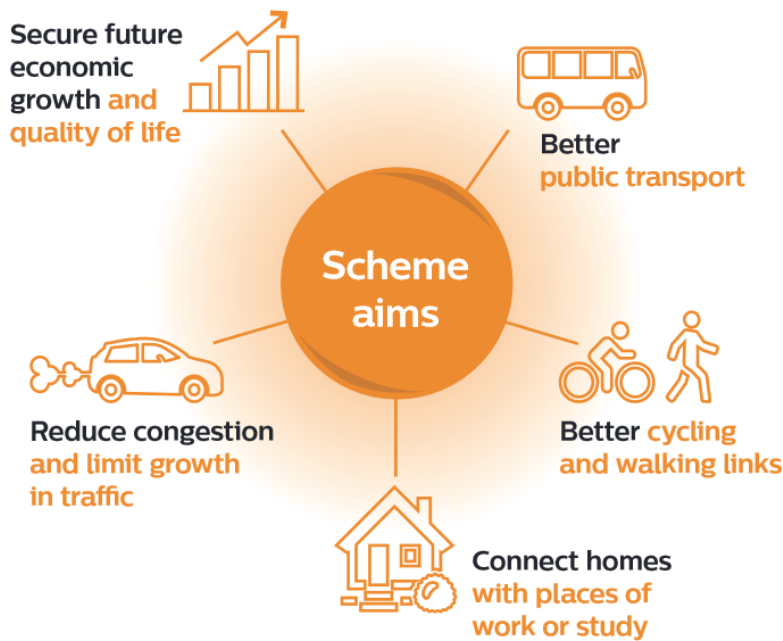 Secure future
economic
growth and
quality of life
Better
public transport
Scheme
aims
Reduce congestion
and limit growth
in traffic
Better cycling
and walking links
Connect homes
with places of
work or study